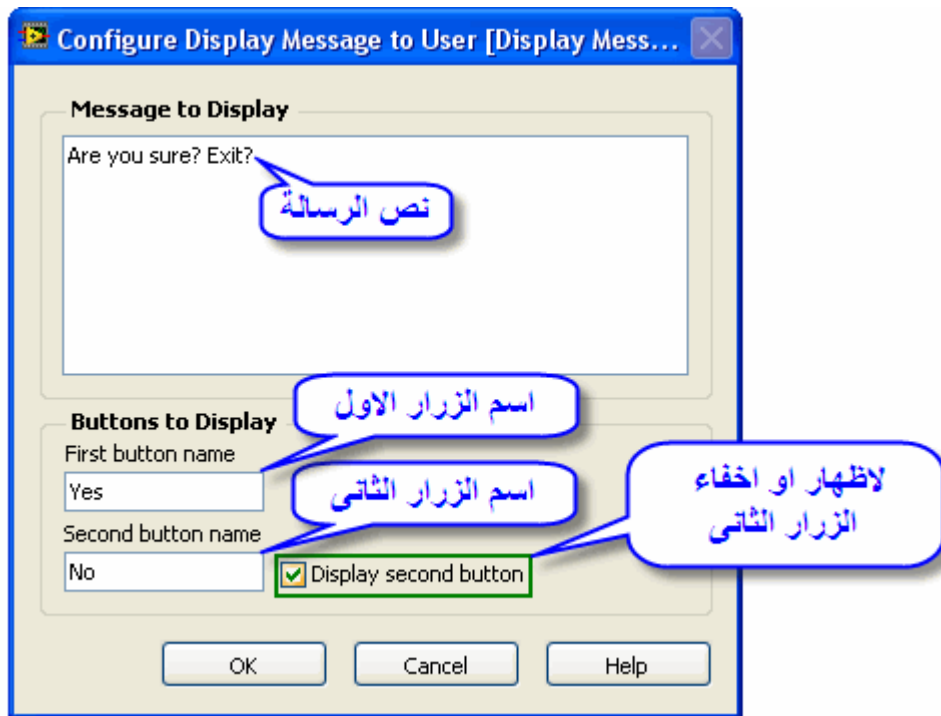 Configure Display Message to User [Display Mess...
Message to Display
Are you sure? Exit?
نص الرسالة
Buttons to Display
اسم الزرار الاول
First button name
Yes
اسم الزرار الثانى
لاظهار او اخفاء
الزرار الثانى
Second button name
No
Display second button
OK
Cancel
Help